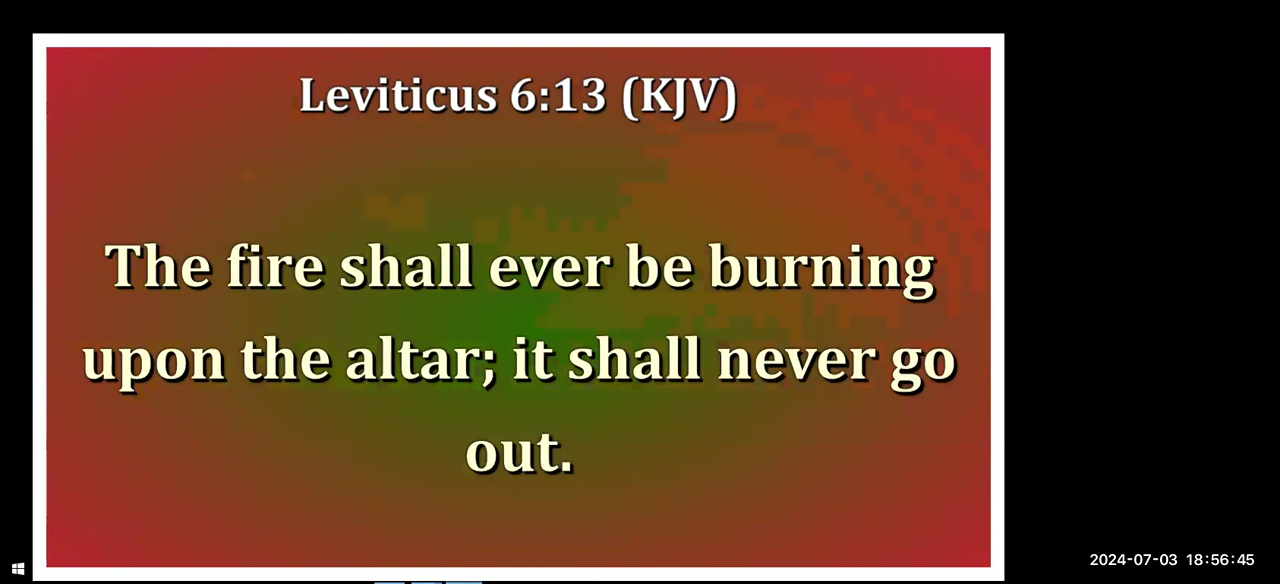 Leviticus 6:13 (KJV)
The fire shall ever be burning
upon the altar; it shall never go
out.
2024-07-03 18:56:45